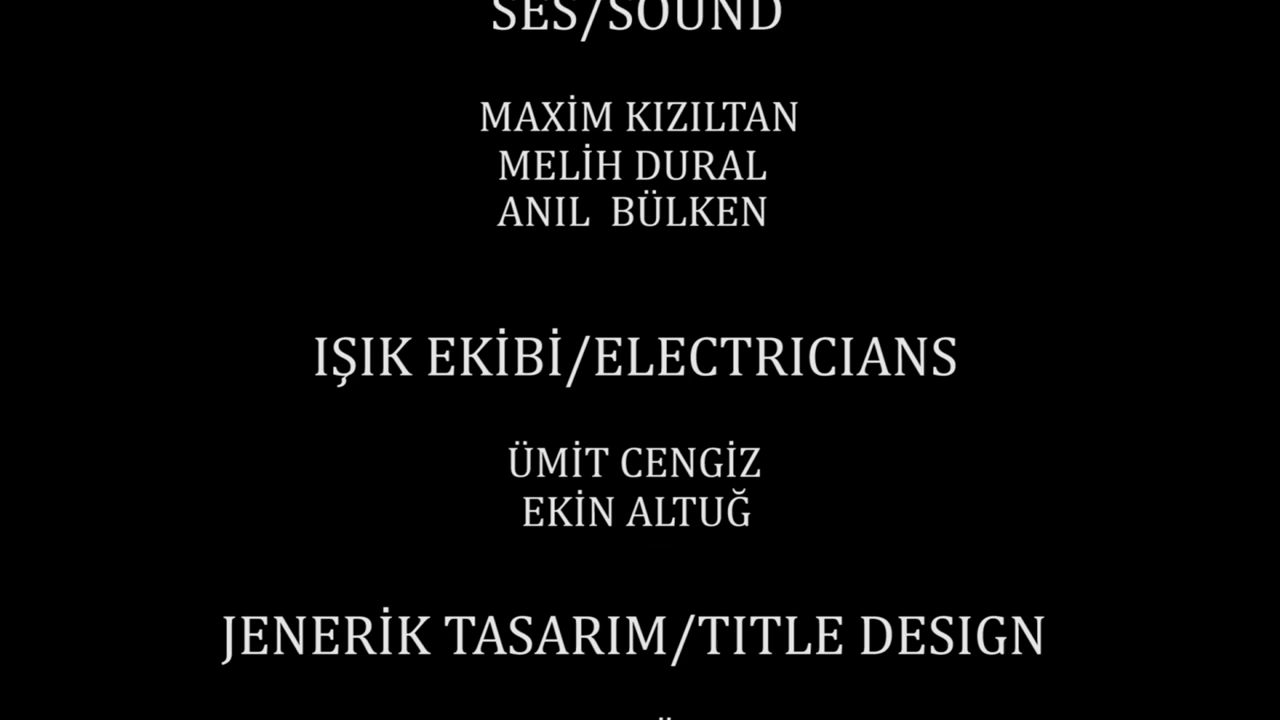 SES/SOUND
MAXİM KIZILTAN
MELİH DURAL
ANIL  BÜLKEN
IŞIK EKİBİ/ELECTRICIANS
ÜMİT CENGİZ
EKİN ALTUĞ
JENERİK TASARIM/TITLE DESIGN